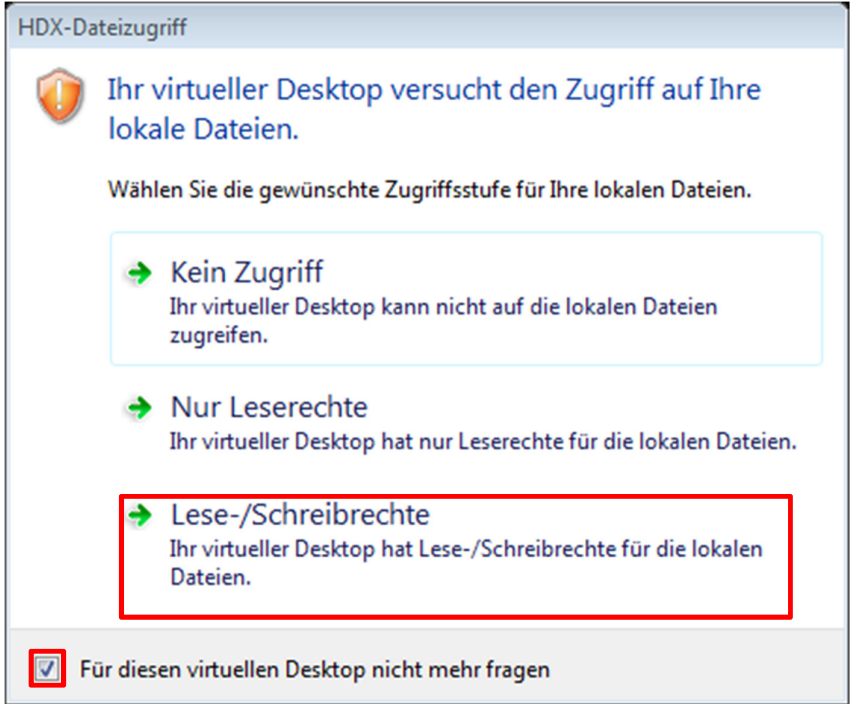 HDX-Dateizugriff
Ihr virtueller Desktop versucht den Zugriff auf Ihre
lokale Dateien.
Wählen Sie die gewünschte Zugriffsstufe für Ihre lokalen Dateien.
Kein Zugriff
Ihr virtueller Desktop kann nicht auf die lokalen Dateien
zugreifen.
Nur Leserechte
Ihr virtueller Desktop hat nur Leserechte für die lokalen Dateien.
Lese-/Schreibrechte
Ihr virtueller Desktop hat Lese-/Schreibrechte für die lokalen
Dateien.
Für diesen virtuellen Desktop nicht mehr fragen